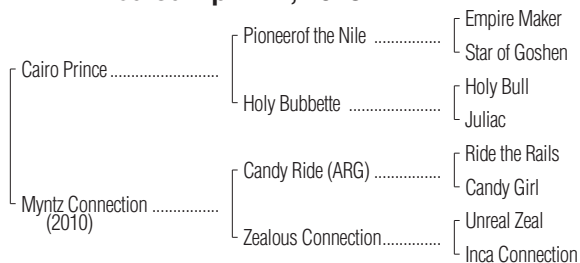 Empire Maker
Pioneerof the Nile ................
Star of Goshen
Cairo Prince ........................
Holy Bull
Holy Bubbette ......................
Juliac
Ride the Rails
Candy Ride (ARG) ................
Candy Girl
Myntz Connection ...............
(2010)
Unreal Zeal
Zealous Connection..............
Inca Connection